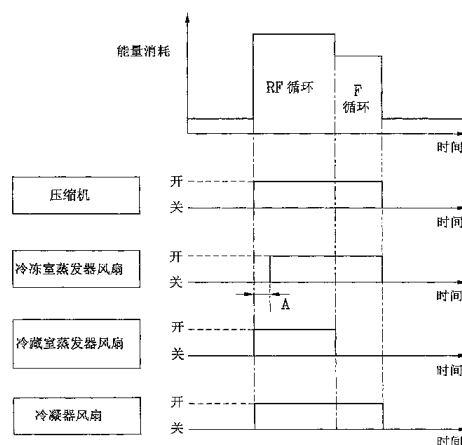 能量消耗
RF 循环
F
循环
时间
压缩机
开
关
时间
冷冻室蒸发器风扇
开
关
A
时间
冷藏室蒸发器风扇
开
关
时间
冷凝器风扇
开
关
时间